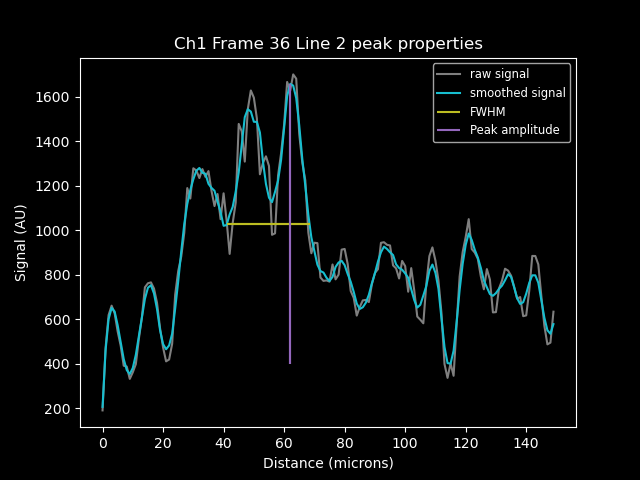 Ch1 Frame 36 Line 2 peak properties
raw signal
smoothed signal
FWHM
Peak amplitude
Signal (AU)
1600
1400
1200
1000
800
600
400
200
0 20 40 60 80 100 120 140
Distance (microns)